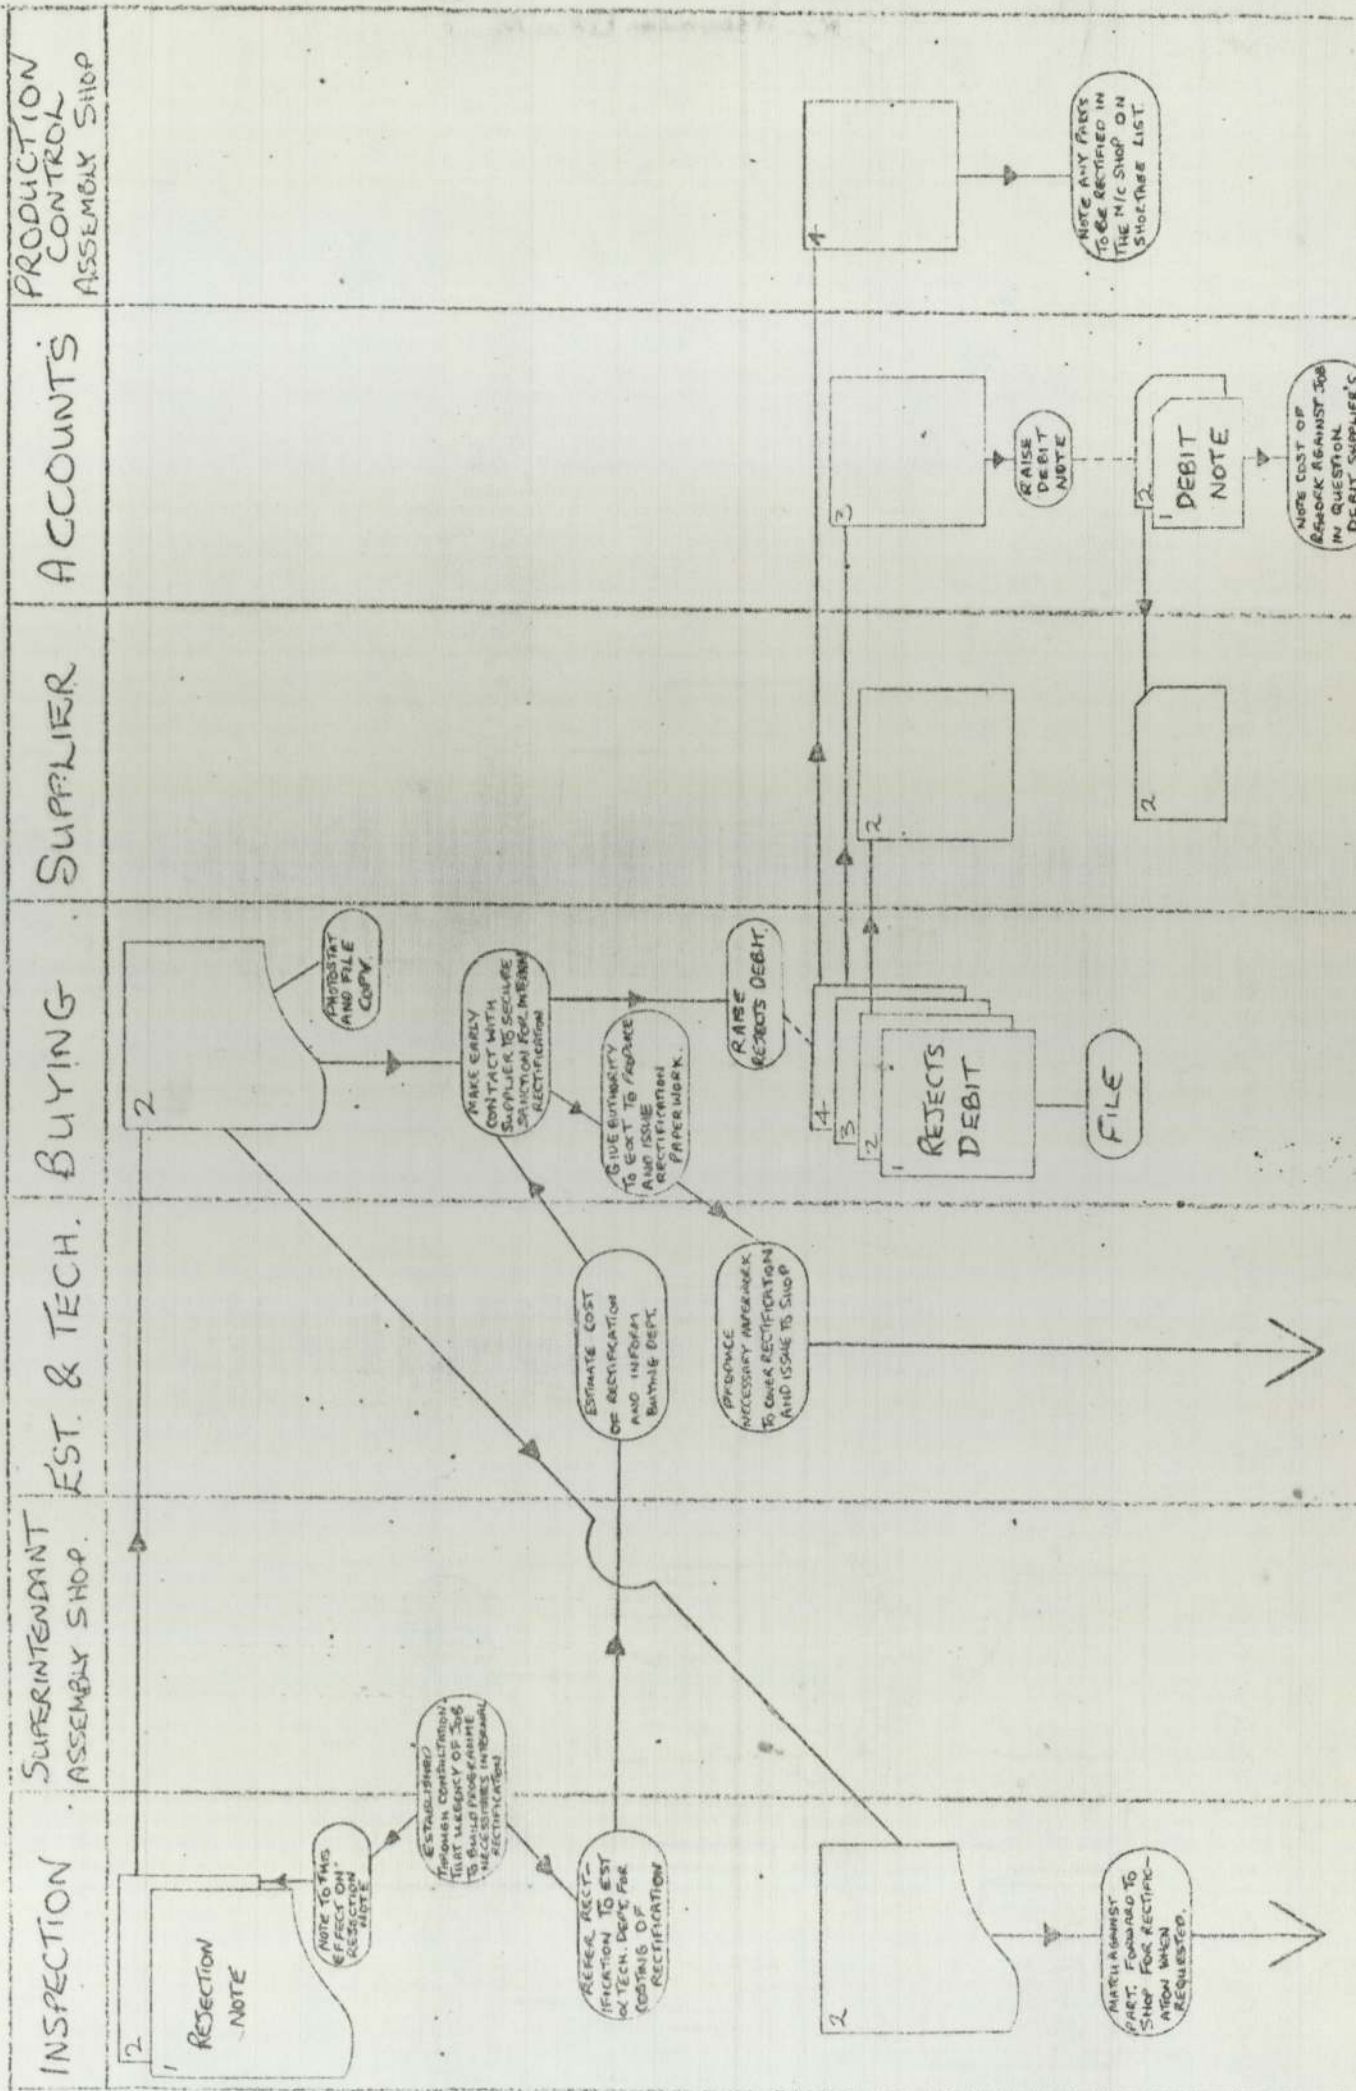 INSPECTION
SUPERINTENDANT
ASSEMBLY SHOP.
EST. & TECH.
BUYING
SUPPLIER
ACCOUNTS
PRODUCTION
CONTROL
ASSEMBLY SHOP
2
1
REJECTION
NOTE
NOTE TO THIS
EFFECT ON
REJECTION
NOTE
ESTABLISHED
THROUGH CONSULTATION
THAT URGENCY OF JOB
TO BUILD PROGRAMME
NECESSITATES INTERNAL
RECTIFICATION
REFER RECT-
IFICATION TO EST
& TECH. DEPT. FOR
COSTING OF
RECTIFICATION
2
MATCH AGAINST
PART. FORWARD TO
SHOP FOR RECTIFIC-
ATION WHEN
REQUESTED.
ESTIMATE COST
OF RECTIFICATION
AND INFORM
BUYING DEPT.
PRODUCE
NECESSARY PAPERWORK
TO COVER RECTIFICATION
AND ISSUE TO SHOP
2
PHOTOSTAT
AND FILE
COPY.
MAKE EARLY
CONTACT WITH
SUPPLIER TO SECURE
SANCTION FOR INTERNAL
RECTIFICATION
GIVE AUTHORITY
TO E&T TO PRODUCE
AND ISSUE
RECTIFICATION
PAPERWORK.
RAISE
REJECTS DEBIT.
4
3
2
1
REJECTS
DEBIT
FILE
2
2
3
RAISE
DEBIT
NOTE
2
1
DEBIT
NOTE
NOTE COST OF
REWORK AGAINST JOB
IN QUESTION.
DEBIT SUPPLIER'S
4
NOTE ANY PARTS
TO BE RECTIFIED IN
THE M/C SHOP ON
SHORTAGE LIST.